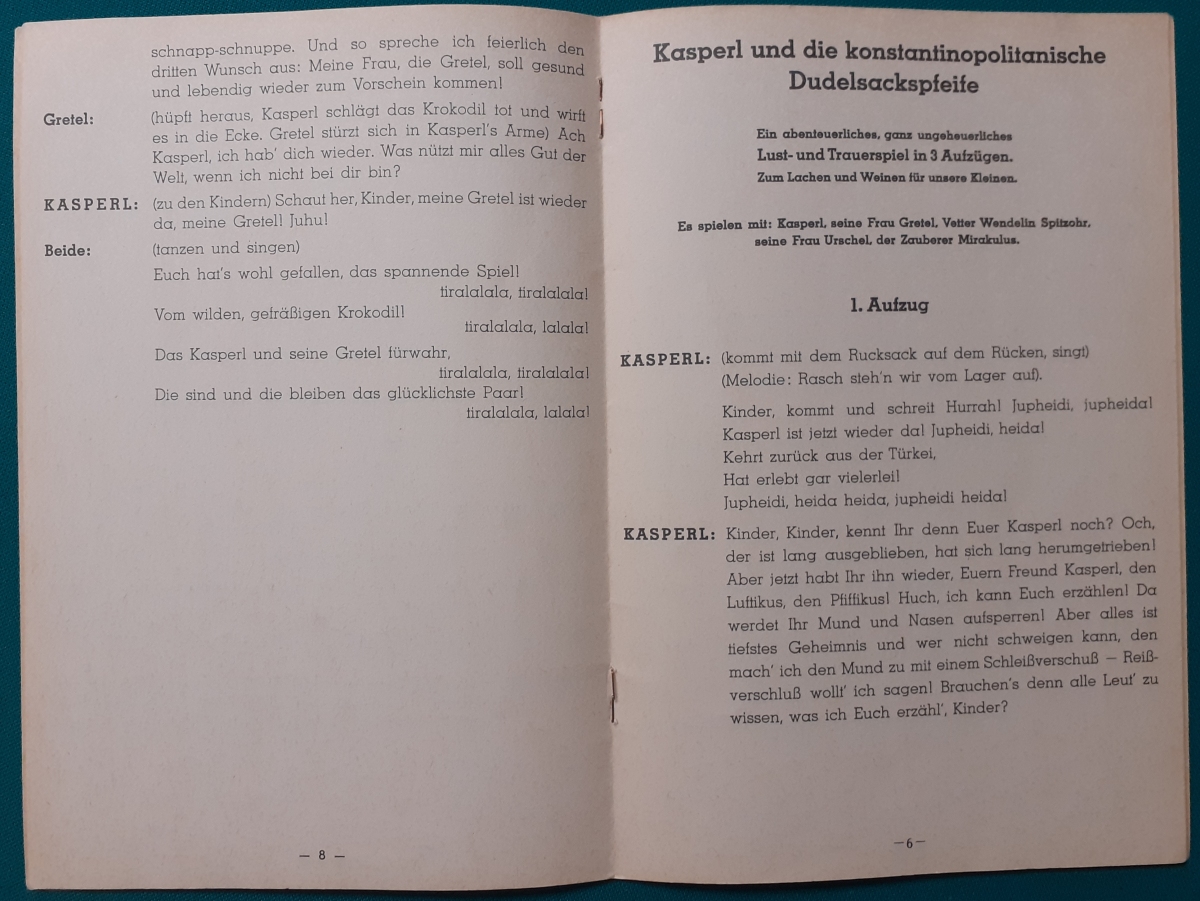 schnapp-schnuppe. Und so spreche ich feierlich den
dritten Wunsch aus: Meine Frau, die Gretel, soll gesund
und lebendig wieder zum Vorschein kommen!
Gretel: (hüpft heraus, Kasperl schlägt das Krokodil tot und wirft
es in die Ecke. Gretel stürzt sich in Kasperl's Arme) Ach
Kasperl, ich hab' dich wieder. Was nützt mir alles Gut der
Welt, wenn ich nicht bei dir bin?
KASPERL: (zu den Kindern) Schaut her, Kinder, meine Gretel ist wieder
da, meine Gretel! Juhu!
Beide: (tanzen und singen)
Euch hat's wohl gefallen, das spannende Spiel!
tiralalala, tiralalala!
Vom wilden, gefräßigen Krokodil!
tiralalala, lalala!
Das Kasperl und seine Gretel fürwahr,
tiralalala, tiralalala!
Die sind und die bleiben das glücklichste Paar!
tiralalala, lalala!
— 8 —
Kasperl und die konstantinopolitanische
Dudelsackspfeife
Ein abenteuerliches, ganz ungeheuerliches
Lust- und Trauerspiel in 3 Aufzügen.
Zum Lachen und Weinen für unsere Kleinen.
Es spielen mit: Kasperl, seine Frau Gretel, Vetter Wendelin Spitzohr,
seine Frau Urschel, der Zauberer Mirakulus.
1. Aufzug
KASPERL: (kommt mit dem Rucksack auf dem Rücken, singt)
(Melodie: Rasch steh'n wir vom Lager auf).
Kinder, kommt und schreit Hurrah! Jupheidi, jupheida!
Kasperl ist jetzt wieder da! Jupheidi, heida!
Kehrt zurück aus der Türkei,
Hat erlebt gar vielerlei!
Jupheidi, heida heida, jupheidi heida!
KASPERL: Kinder, Kinder, kennt Ihr denn Euer Kasperl noch? Och,
der ist lang ausgeblieben, hat sich lang herumgetrieben!
Aber jetzt habt Ihr ihn wieder, Euern Freund Kasperl, den
Luftikus, den Pfiffikus! Huch, ich kann Euch erzählen! Da
werdet Ihr Mund und Nasen aufsperren! Aber alles ist
tiefstes Geheimnis und wer nicht schweigen kann, den
mach' ich den Mund zu mit einem Schleißverschuß — Reiß-
verschluß wollt' ich sagen! Brauchen's denn alle Leut' zu
wissen, was ich Euch erzähl', Kinder?
—6—